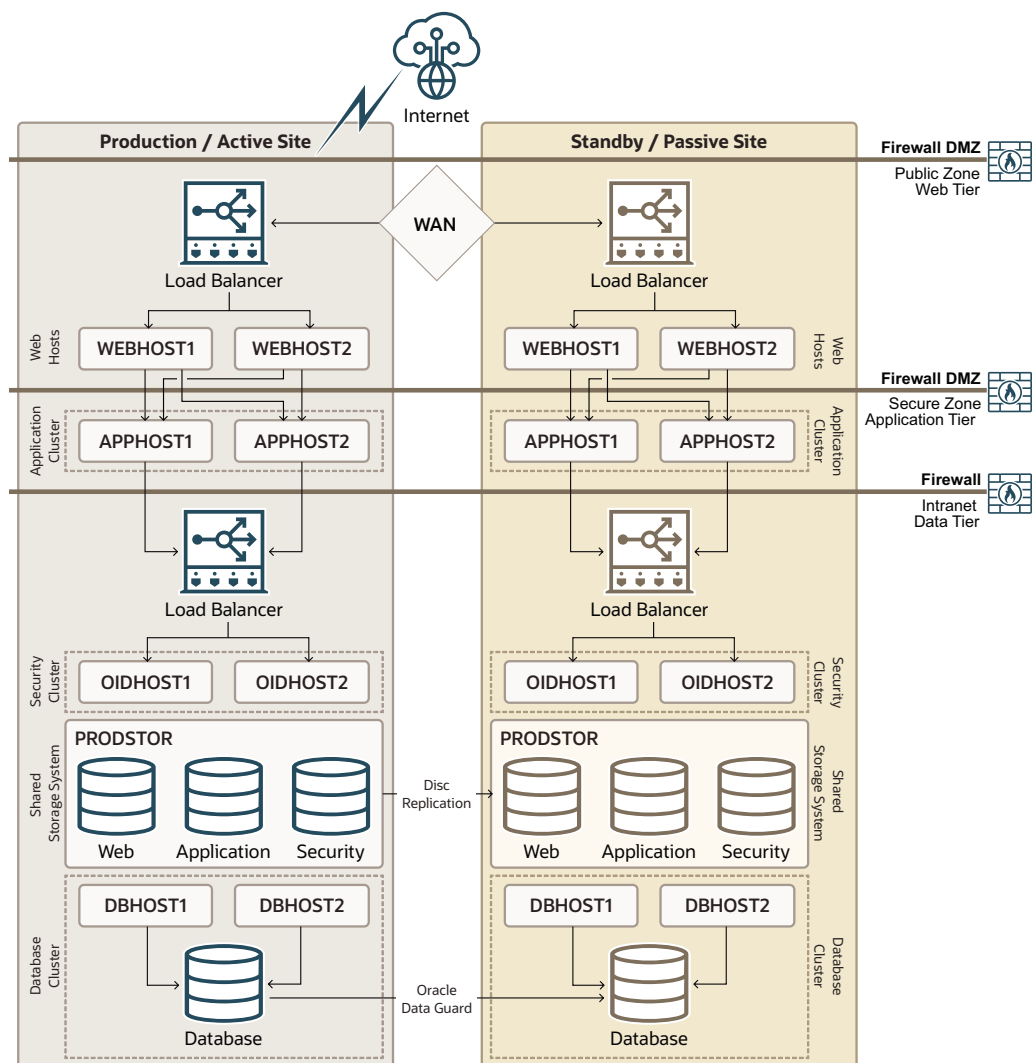 Internet
Production / Active Site
Standby / Passive Site
Firewall DMZ
Public Zone
Web Tier
WAN
Load Balancer
Load Balancer
Web
Hosts
WEBHOST1
WEBHOST2
WEBHOST1
WEBHOST2
Web
Hosts
Firewall DMZ
Secure Zone
Application Tier
Application
Cluster
APPHOST1
APPHOST2
APPHOST1
APPHOST2
Application
Cluster
Firewall
Intranet
Data Tier
Load Balancer
Load Balancer
Security
Cluster
OIDHOST1
OIDHOST2
OIDHOST1
OIDHOST2
Security
Cluster
Shared
Storage System
PRODSTOR
Web
Application
Security
Disc
Replication
PRODSTOR
Web
Application
Security
Shared
Storage System
Database
Cluster
DBHOST1
DBHOST2
Database
Oracle
Data Guard
DBHOST1
DBHOST2
Database
Database
Cluster